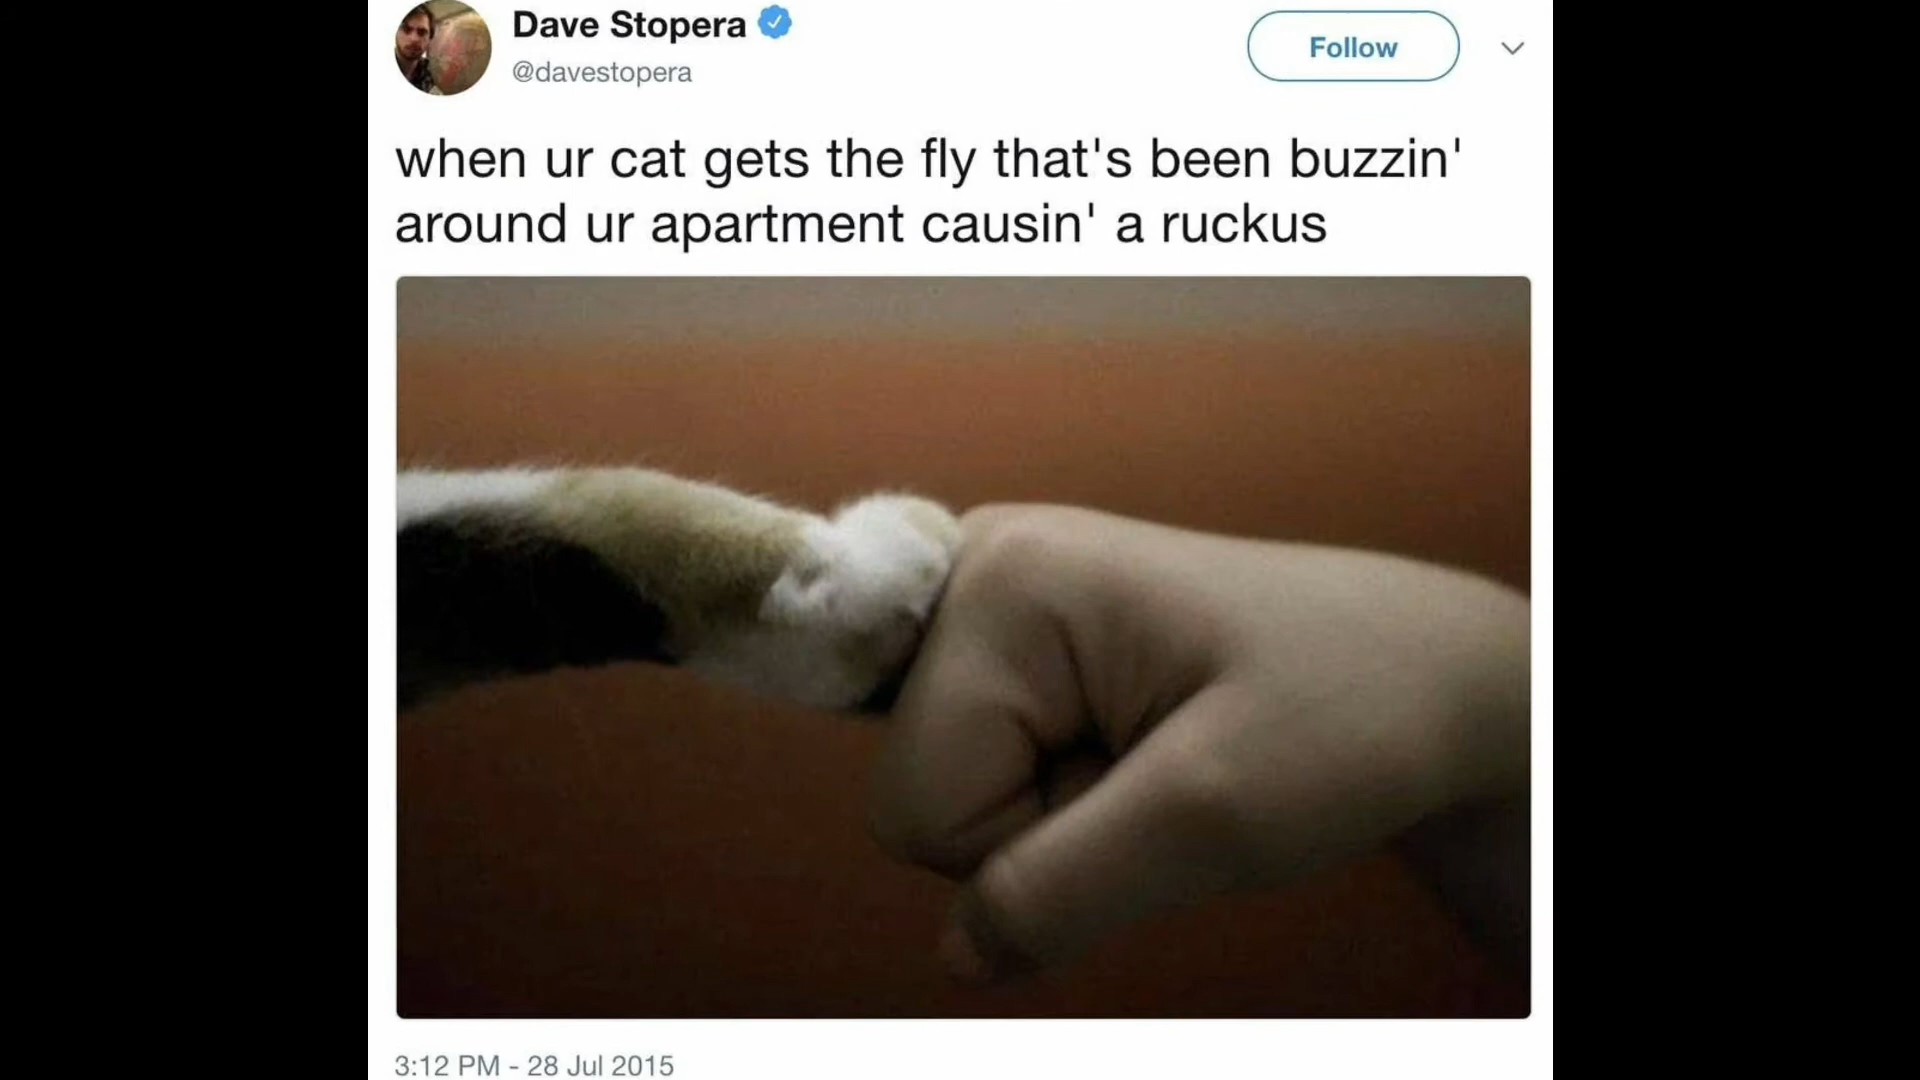 Dave Stopera
@davestopera
Follow
when ur cat gets the fly that's been buzzin'
around ur apartment causin' a ruckus
3:12 PM - 28 Jul 2015